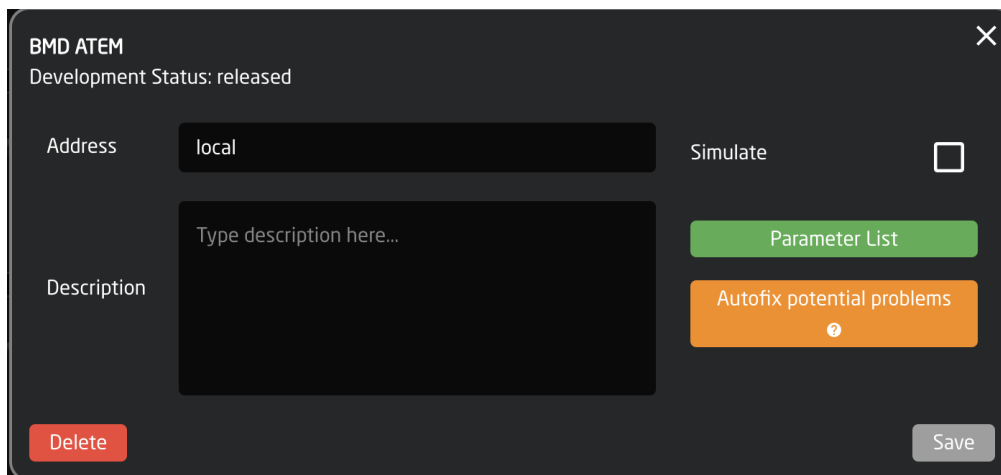 BMD ATEM
Development Status: released
Address
local
Simulate
Type description here...
Parameter List
Description
Autofix potential problems
?
Delete
Save